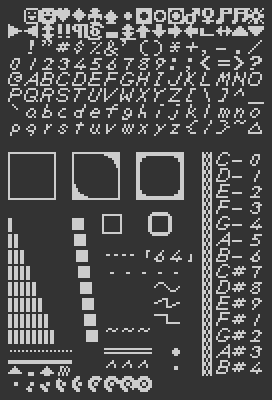 ☺☻♥♦♣♠•◘○◙♂♀♪♫☼
►◄↕‼¶§▬↨↑↓→←∟↔▲▼
!"#$%&'()*+,-./
0123456789:;<=>?
@ABCDEFGHIJKLMNO
PQRSTUVWXYZ[\]^_
`abcdefghijklmno
pqrstuvwxyz{¦}~△
C-0
D-1
E-2
F-3
G-4
A-5
B-6
C#7
D#8
E#9
F#1
G#2
A#3
B#4
"64"